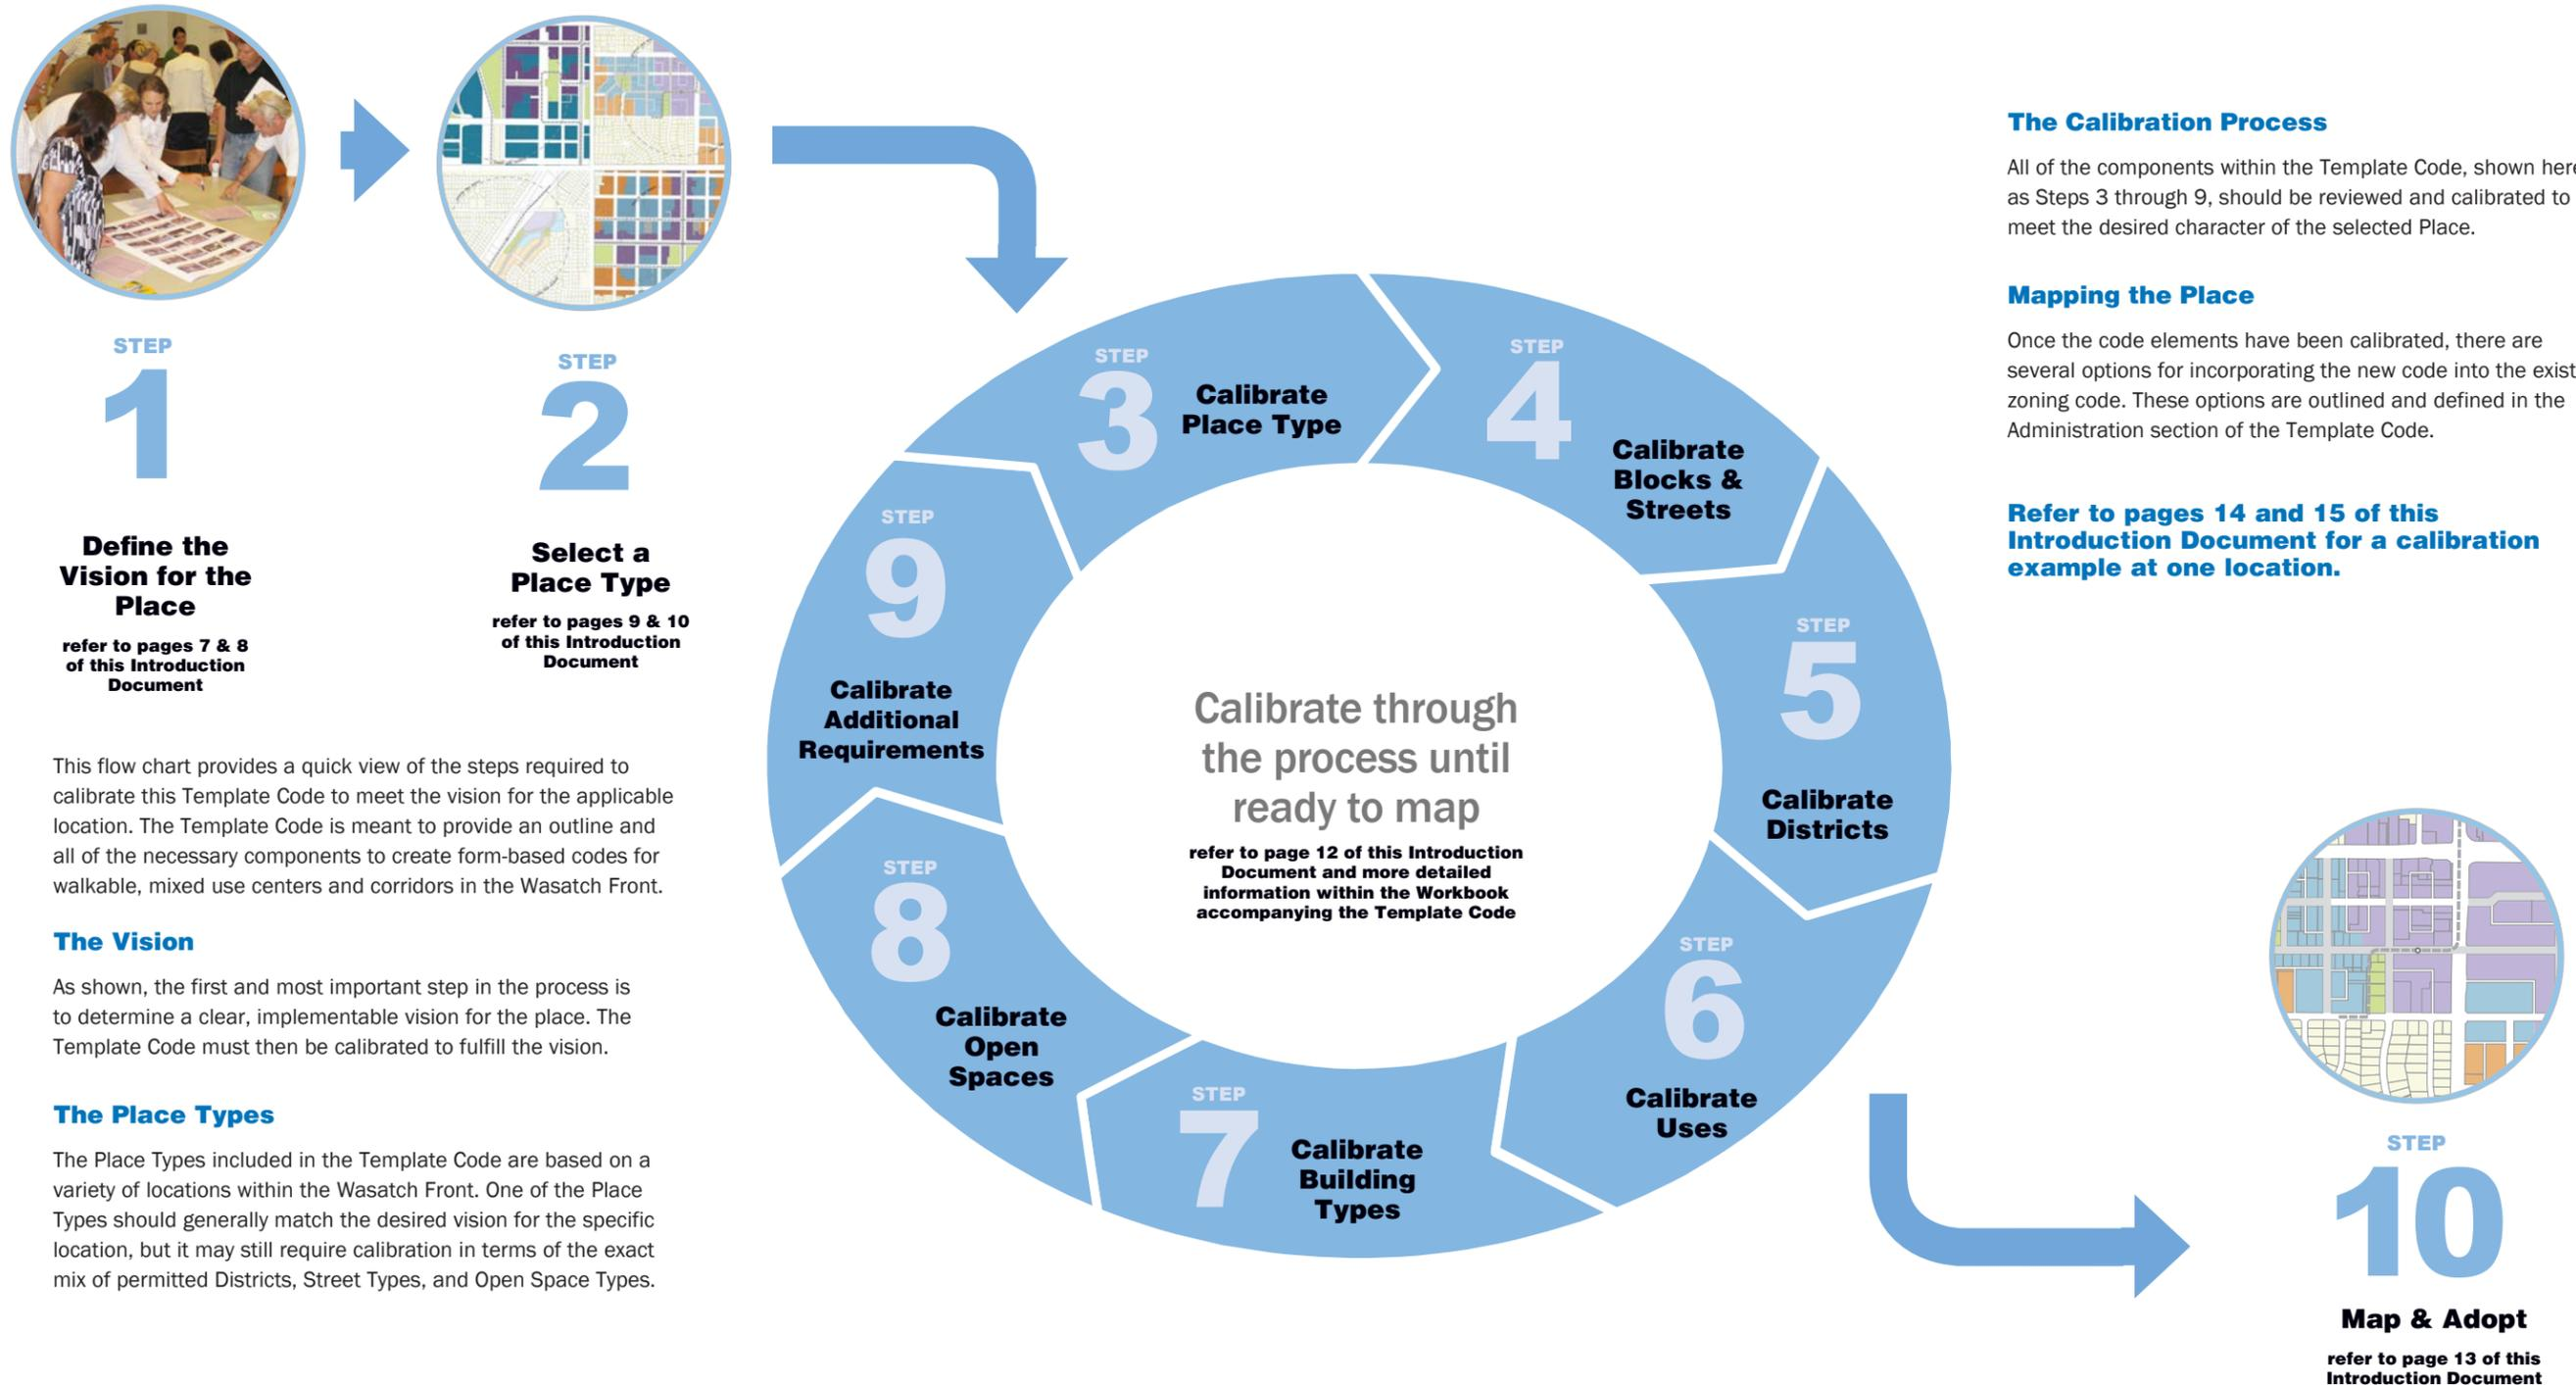 STEP
1
Define the
Vision for the
Place
refer to pages 7 & 8
of this Introduction
Document
STEP
2
Select a
Place Type
refer to pages 9 & 10
of this Introduction
Document
This flow chart provides a quick view of the steps required to
calibrate this Template Code to meet the vision for the applicable
location. The Template Code is meant to provide an outline and
all of the necessary components to create form-based codes for
walkable, mixed use centers and corridors in the Wasatch Front.
The Vision
As shown, the first and most important step in the process is
to determine a clear, implementable vision for the place. The
Template Code must then be calibrated to fulfill the vision.
The Place Types
The Place Types included in the Template Code are based on a
variety of locations within the Wasatch Front. One of the Place
Types should generally match the desired vision for the specific
location, but it may still require calibration in terms of the exact
mix of permitted Districts, Street Types, and Open Space Types.
STEP
3
Calibrate
Place Type
STEP
4
Calibrate
Blocks &
Streets
STEP
5
Calibrate
Districts
STEP
6
Calibrate
Uses
STEP
7
Calibrate
Building
Types
STEP
8
Calibrate
Open
Spaces
STEP
9
Calibrate
Additional
Requirements
Calibrate through
the process until
ready to map
refer to page 12 of this Introduction
Document and more detailed
information within the Workbook
accompanying the Template Code
The Calibration Process
All of the components within the Template Code, shown here
as Steps 3 through 9, should be reviewed and calibrated to
meet the desired character of the selected Place.
Mapping the Place
Once the code elements have been calibrated, there are
several options for incorporating the new code into the exist
zoning code. These options are outlined and defined in the
Administration section of the Template Code.
Refer to pages 14 and 15 of this
Introduction Document for a calibration
example at one location.
STEP
10
Map & Adopt
refer to page 13 of this
Introduction Document